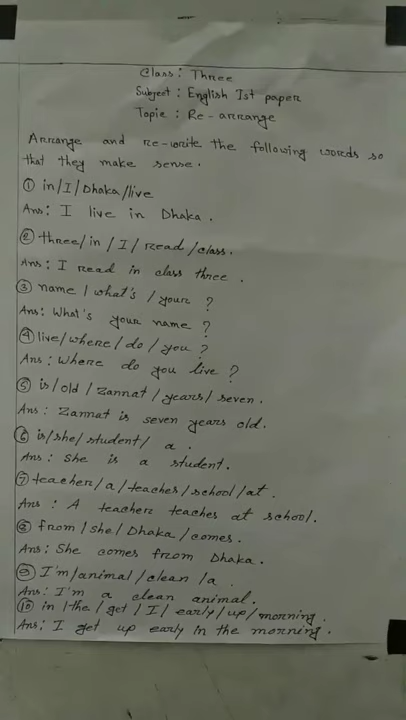 Class: Three
Subject: English Ist paper
Topic: Re-arrange
Arrange and re-write the following words so
that they make sense.
① in/I/Dhaka/live
Ans: I live in Dhaka.
② three/in/I/read/class.
Ans: I read in class three.
③ name/what's/your?
Ans: What's your name?
④ live/where/do/you?
Ans: Where do you live?
⑤ is/old/Zannat/years/seven.
Ans: Zannat is seven years old.
⑥ is/she/student/a.
Ans: She is a student.
⑦ teacher/a/teaches/school/at.
Ans: A teacher teaches at school.
⑧ from/she/Dhaka/comes.
Ans: She comes from Dhaka.
⑨ I'm/animal/clean/a.
Ans: I'm a clean animal.
⑩ in/the/get/I/early/up/morning.
Ans: I get up early in the morning.